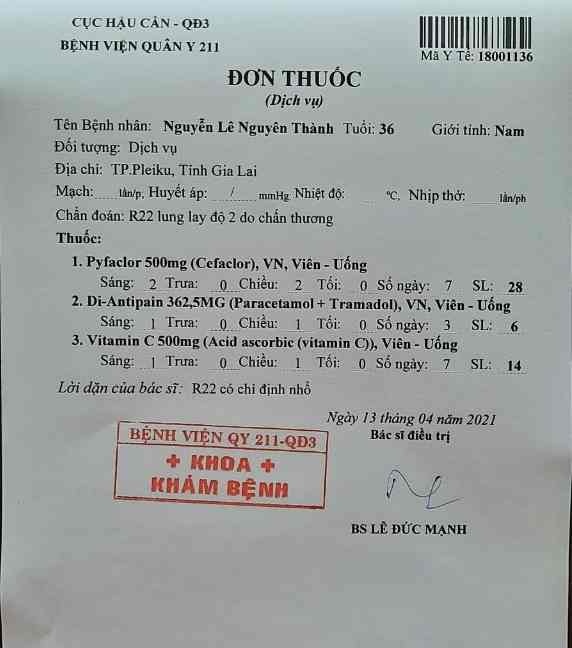 CỤC HẬU CẦN - QĐ3
BỆNH VIỆN QUÂN Y 211
Mã Y Tế: 18001136
ĐƠN THUỐC
(Dịch vụ)
Tên Bệnh nhân: Nguyễn Lê Nguyên Thành Tuổi: 36 Giới tính: Nam
Đối tượng: Dịch vụ
Địa chỉ: TP.Pleiku, Tỉnh Gia Lai
Mạch:......lần/p, Huyết áp: / mmHg Nhiệt độ: °C, Nhịp thở: lần/ph
Chẩn đoán: R22 lung lay độ 2 do chấn thương
Thuốc:
1. Pyfaclor 500mg (Cefaclor), VN, Viên - Uống
Sáng: 2 Trưa: 0 Chiều: 2 Tối: 0 Số ngày: 7 SL: 28
2. Di-Antipain 362,5MG (Paracetamol + Tramadol), VN, Viên - Uống
Sáng: 1 Trưa: 0 Chiều: 1 Tối: 0 Số ngày: 3 SL: 6
3. Vitamin C 500mg (Acid ascorbic (vitamin C)), Viên - Uống
Sáng: 1 Trưa: 0 Chiều: 1 Tối: 0 Số ngày: 7 SL: 14
Lời dặn của bác sĩ: R22 có chỉ định nhổ
Ngày 13 tháng 04 năm 2021
Bác sĩ điều trị
BỆNH VIỆN QY 211-QĐ3
+ KHOA +
KHÁM BỆNH
BS LÊ ĐỨC MẠNH